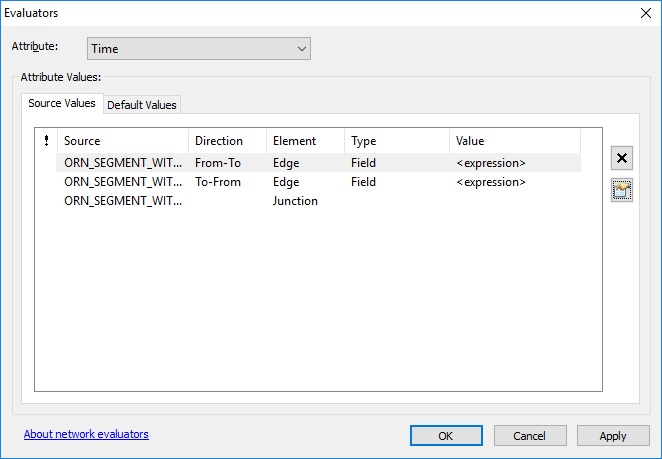 Evaluators
Attribute: Time
Attribute Values:
Source Values Default Values
! Source Direction Element Type Value
ORN_SEGMENT_WIT... From-To Edge Field <expression>
ORN_SEGMENT_WIT... To-From Edge Field <expression>
ORN_SEGMENT_WIT... Junction
About network evaluators OK Cancel Apply